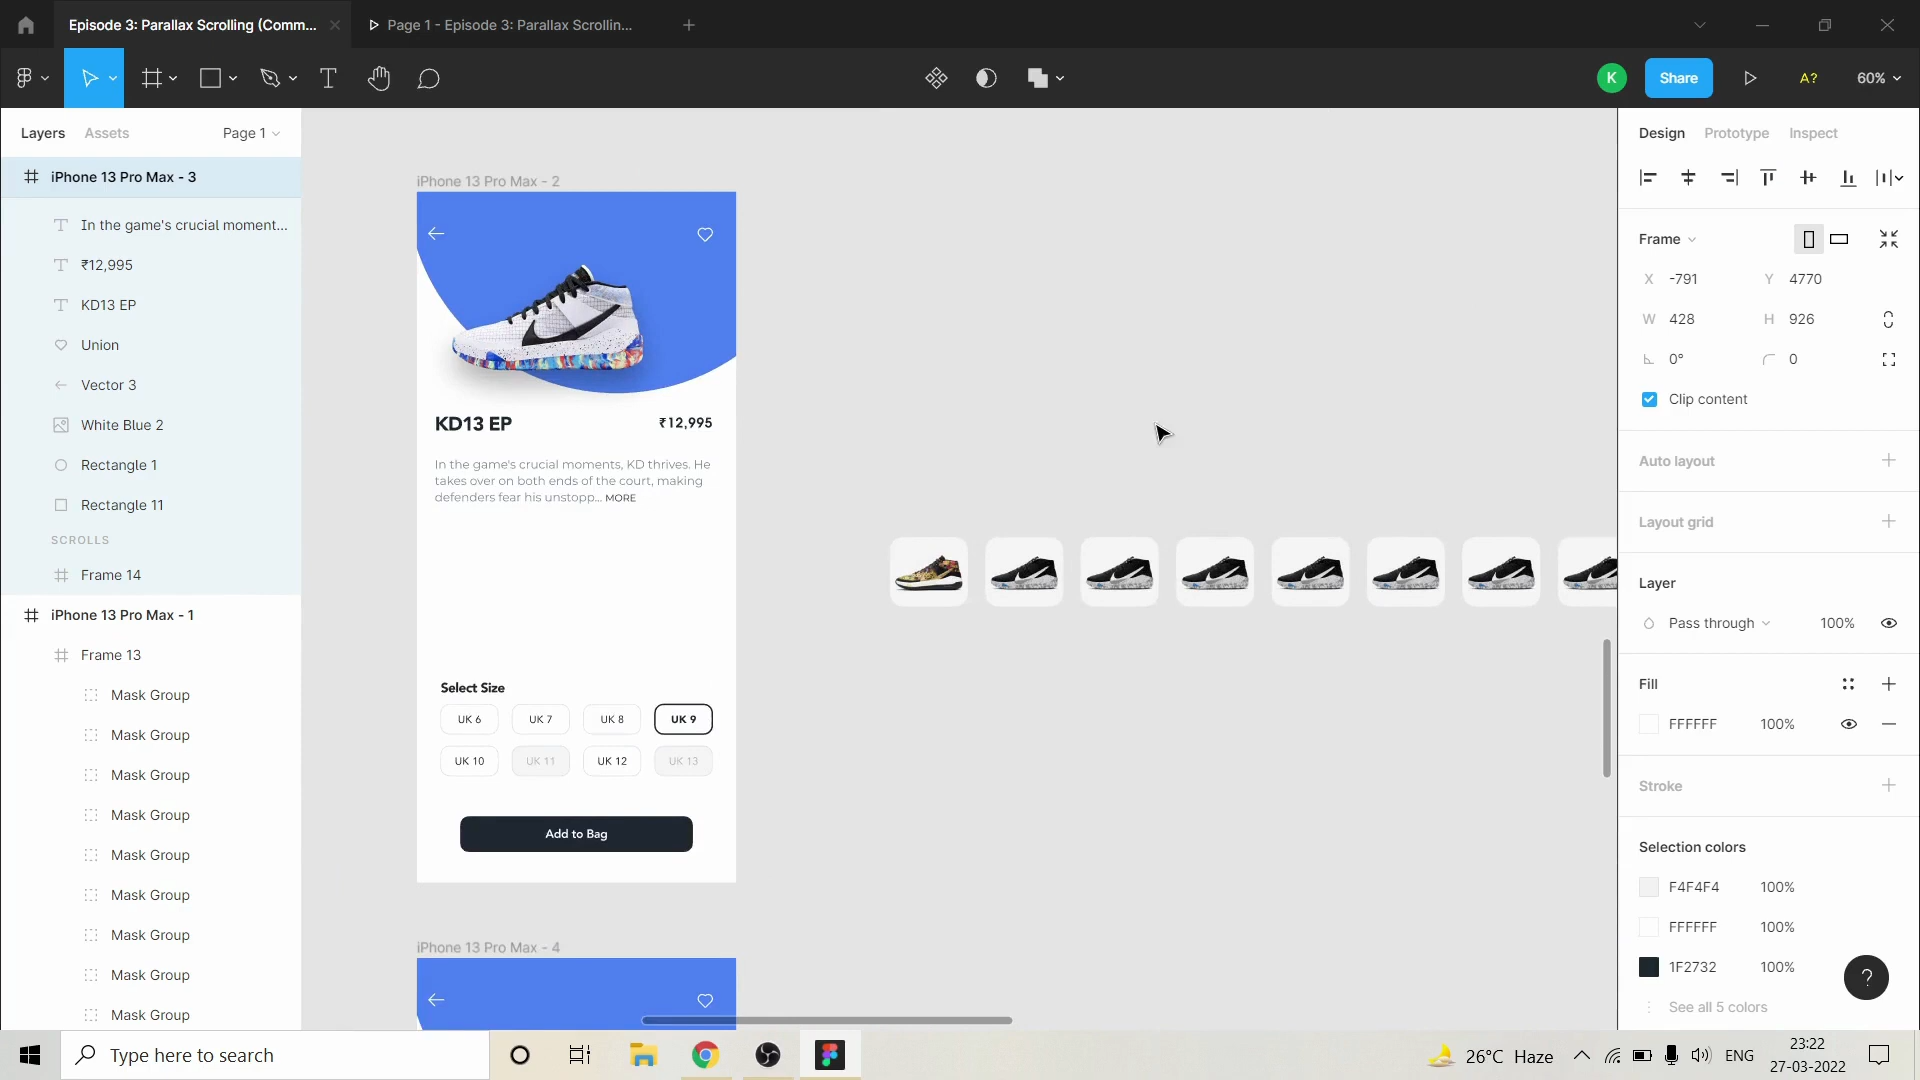 Episode 3: Parallax Scrolling (Comm...
Page 1 - Episode 3: Parallax Scrollin...
K
Share
A?
60%
Layers
Assets
Page 1
iPhone 13 Pro Max - 3
In the game's crucial moment...
₹12,995
KD13 EP
Union
Vector 3
White Blue 2
Rectangle 1
Rectangle 11
SCROLLS
Frame 14
iPhone 13 Pro Max - 1
Frame 13
Mask Group
Mask Group
Mask Group
Mask Group
Mask Group
Mask Group
Mask Group
Mask Group
Mask Group
iPhone 13 Pro Max - 2
KD13 EP
₹12,995
In the game's crucial moments, KD thrives. He
takes over on both ends of the court, making
defenders fear his unstopp... MORE
Select Size
UK 6
UK 7
UK 8
UK 9
UK 10
UK 11
UK 12
UK 13
Add to Bag
iPhone 13 Pro Max - 4
Design
Prototype
Inspect
Frame
X -791
Y 4770
W 428
H 926
0°
0
Clip content
Auto layout
Layout grid
Layer
Pass through
100%
Fill
FFFFFF
100%
Stroke
Selection colors
F4F4F4
100%
FFFFFF
100%
1F2732
100%
See all 5 colors
?
Type here to search
26°C Haze
ENG
23:22
27-03-2022